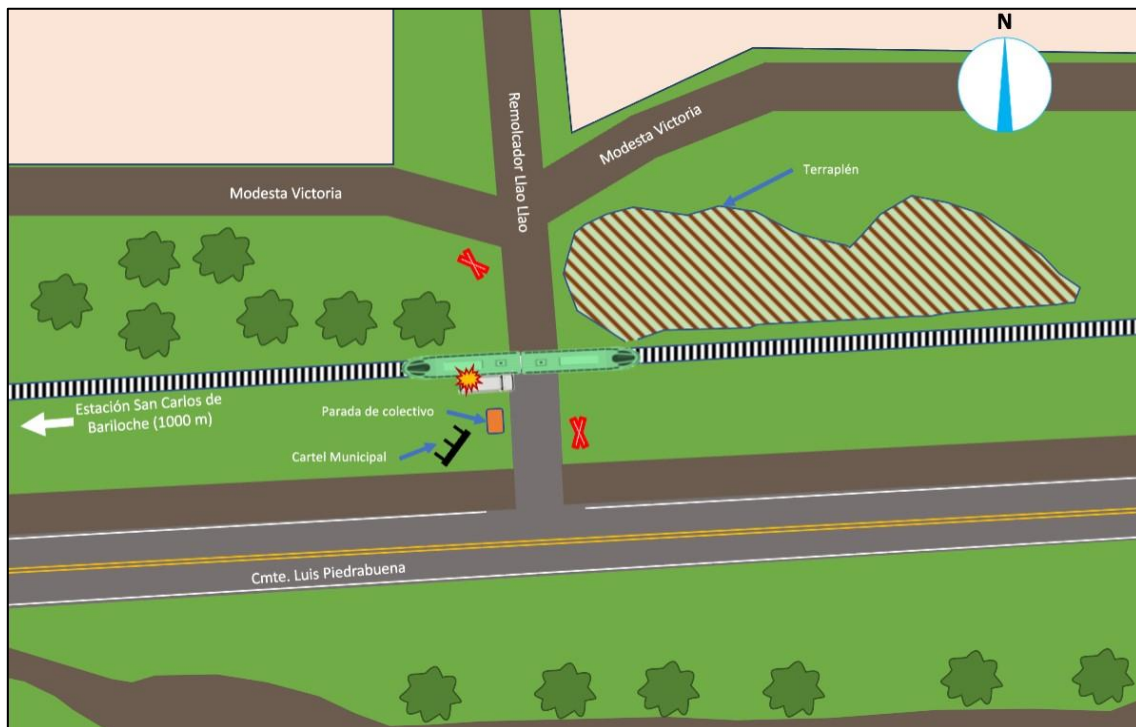 N
Remolcador Llao Llao
Modesta Victoria
Terraplén
Modesta Victoria
Estación San Carlos de
Bariloche (1000 m)
Parada de colectivo
Cartel Municipal
Cmte. Luis Piedrabuena